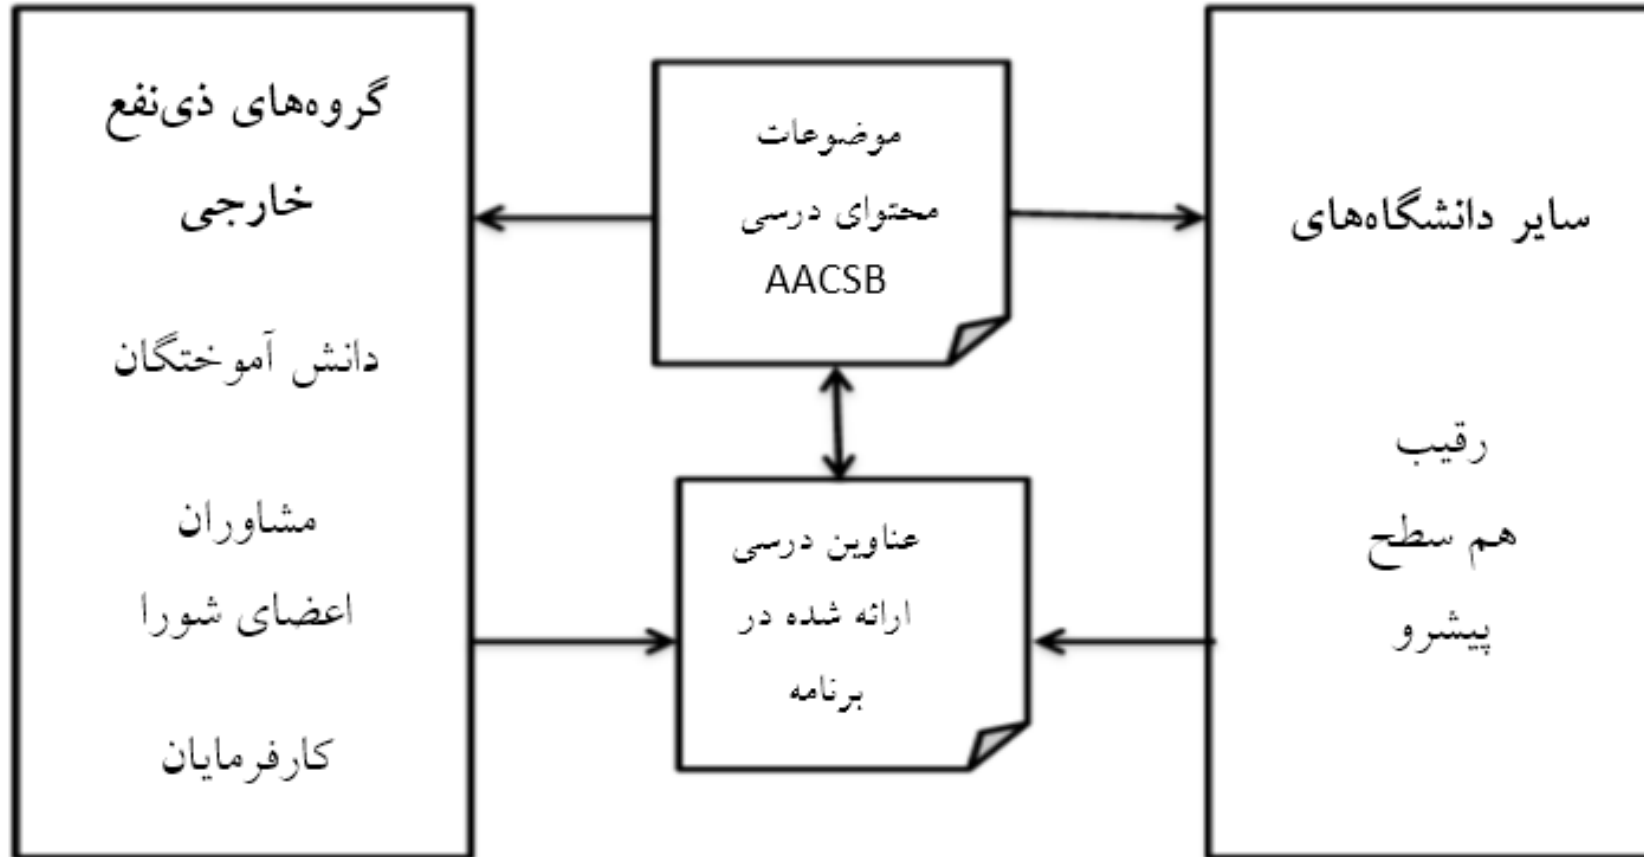 سایر دانشگاه‌های
رقیب
هم سطح
پیشرو
موضوعات
محتوای درسی
AACSB
عناوین درسی
ارائه شده در
برنامه
گروه‌های ذی‌نفع
خارجی
دانش آموختگان
مشاوران
اعضای شورا
کارفرمایان